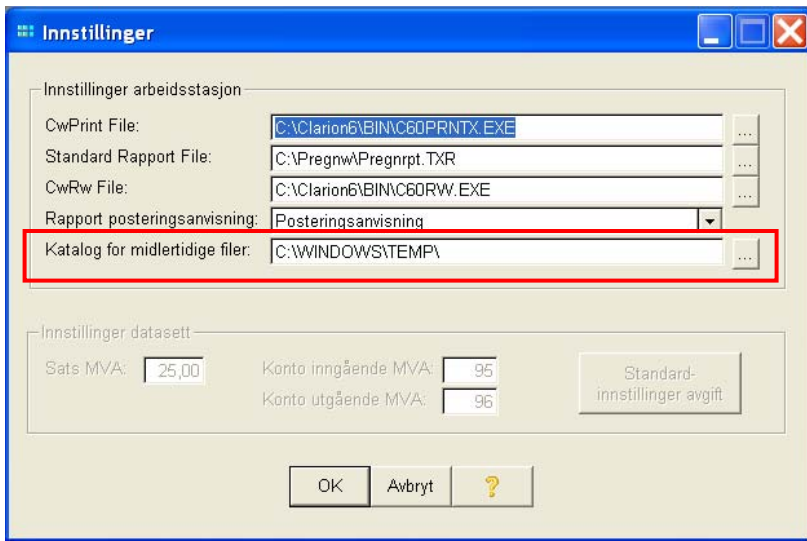 Innstillinger
Innstillinger arbeidsstasjon
CwPrint File: C:\Clarion6\BIN\C60PRNTX.EXE ...
Standard Rapport File: C:\Pregnw\Pregnrpt.TXR ...
CwRw File: C:\Clarion6\BIN\C60RW.EXE ...
Rapport posteringsanvisning: Posteringsanvisning
Katalog for midlertidige filer: C:\WINDOWS\TEMP\ ...
Innstillinger datasett
Sats MVA: 25,00 Konto inngående MVA: 95
Konto utgående MVA: 96
Standard-
innstillinger avgift
OK Avbryt ?